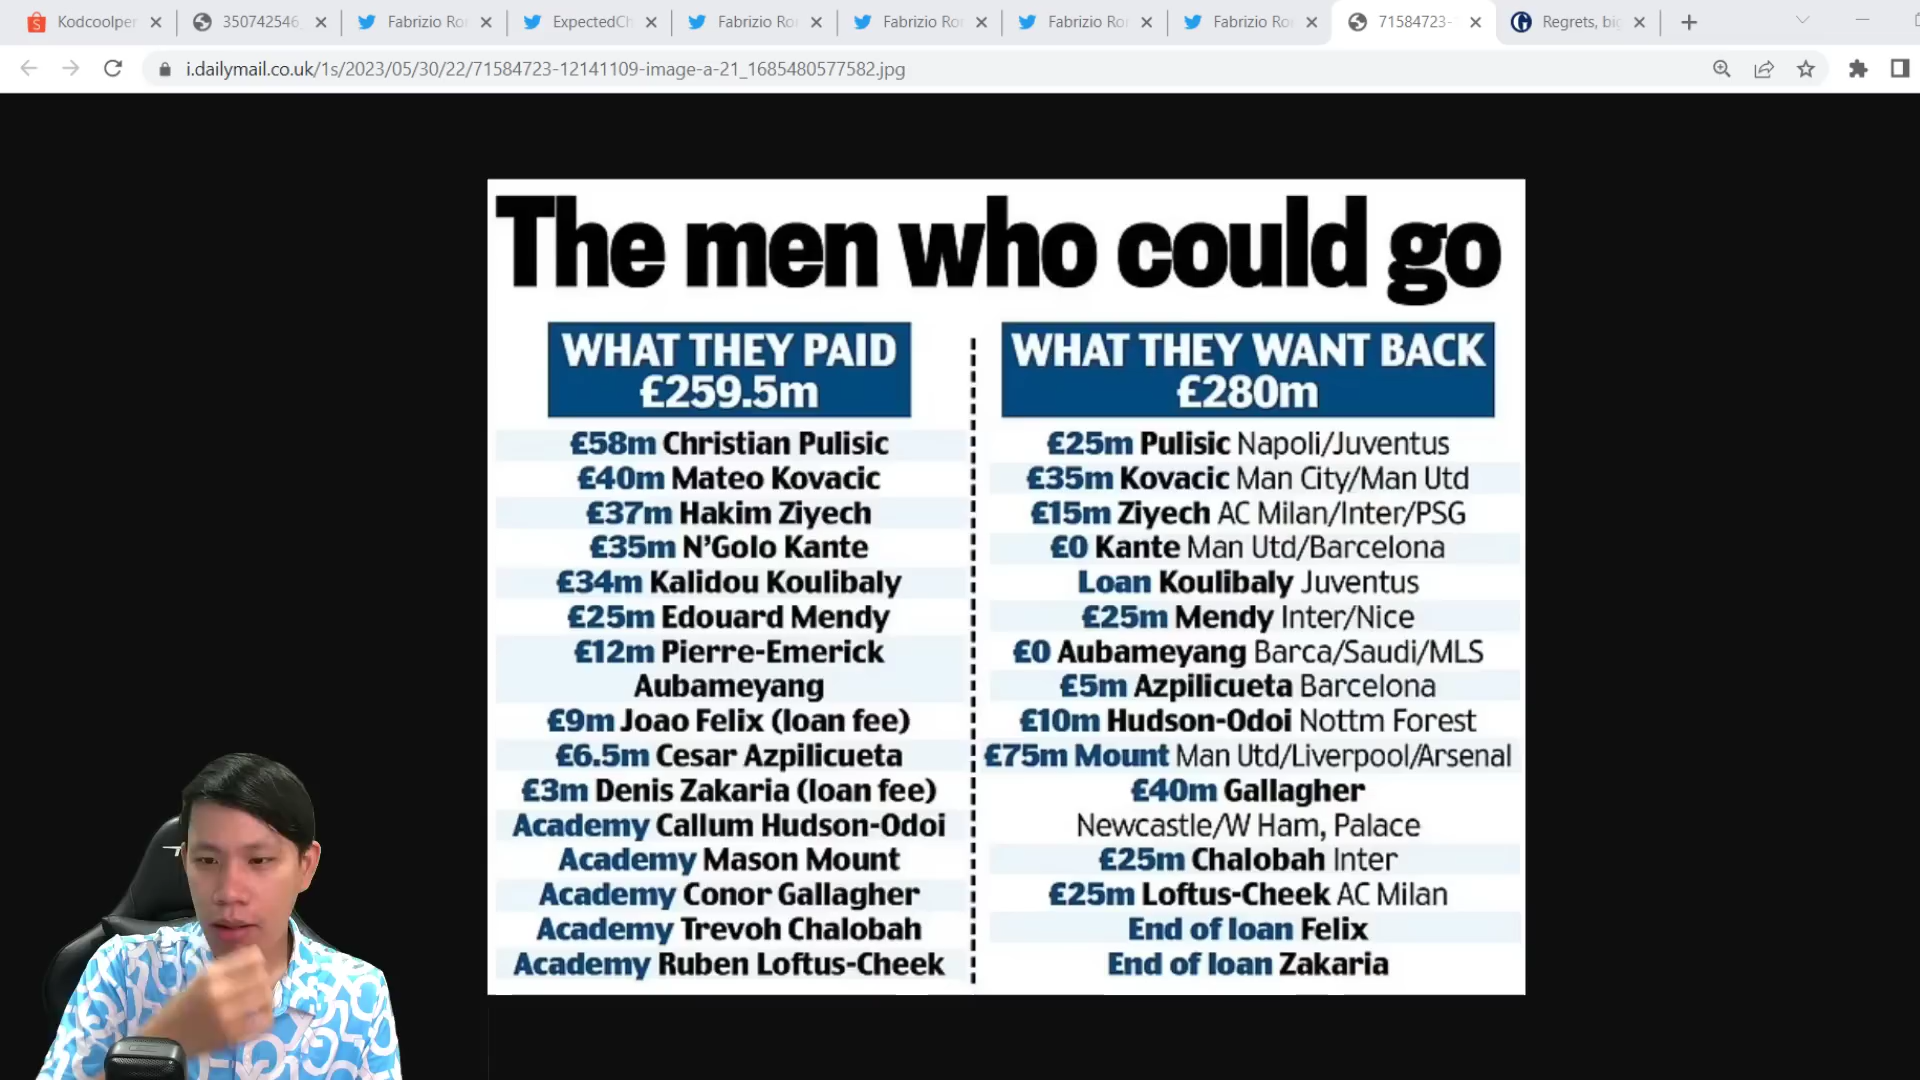 Kodcoolper
350742546_
Fabrizio Ro
ExpectedCh
Fabrizio Ro
Fabrizio Ro
Fabrizio Ro
Fabrizio Ro
71584723-
Regrets, big
i.dailymail.co.uk/1s/2023/05/30/22/71584723-12141109-image-a-21_1685480577582.jpg
The men who could go
WHAT THEY PAID
£259.5m
£58m Christian Pulisic
£40m Mateo Kovacic
£37m Hakim Ziyech
£35m N'Golo Kante
£34m Kalidou Koulibaly
£25m Edouard Mendy
£12m Pierre-Emerick
Aubameyang
£9m Joao Felix (loan fee)
£6.5m Cesar Azpilicueta
£3m Denis Zakaria (loan fee)
Academy Callum Hudson-Odoi
Academy Mason Mount
Academy Conor Gallagher
Academy Trevoh Chalobah
Academy Ruben Loftus-Cheek
WHAT THEY WANT BACK
£280m
£25m Pulisic Napoli/Juventus
£35m Kovacic Man City/Man Utd
£15m Ziyech AC Milan/Inter/PSG
£0 Kante Man Utd/Barcelona
Loan Koulibaly Juventus
£25m Mendy Inter/Nice
£0 Aubameyang Barca/Saudi/MLS
£5m Azpilicueta Barcelona
£10m Hudson-Odoi Nottm Forest
£75m Mount Man Utd/Liverpool/Arsenal
£40m Gallagher
Newcastle/W Ham, Palace
£25m Chalobah Inter
£25m Loftus-Cheek AC Milan
End of loan Felix
End of loan Zakaria